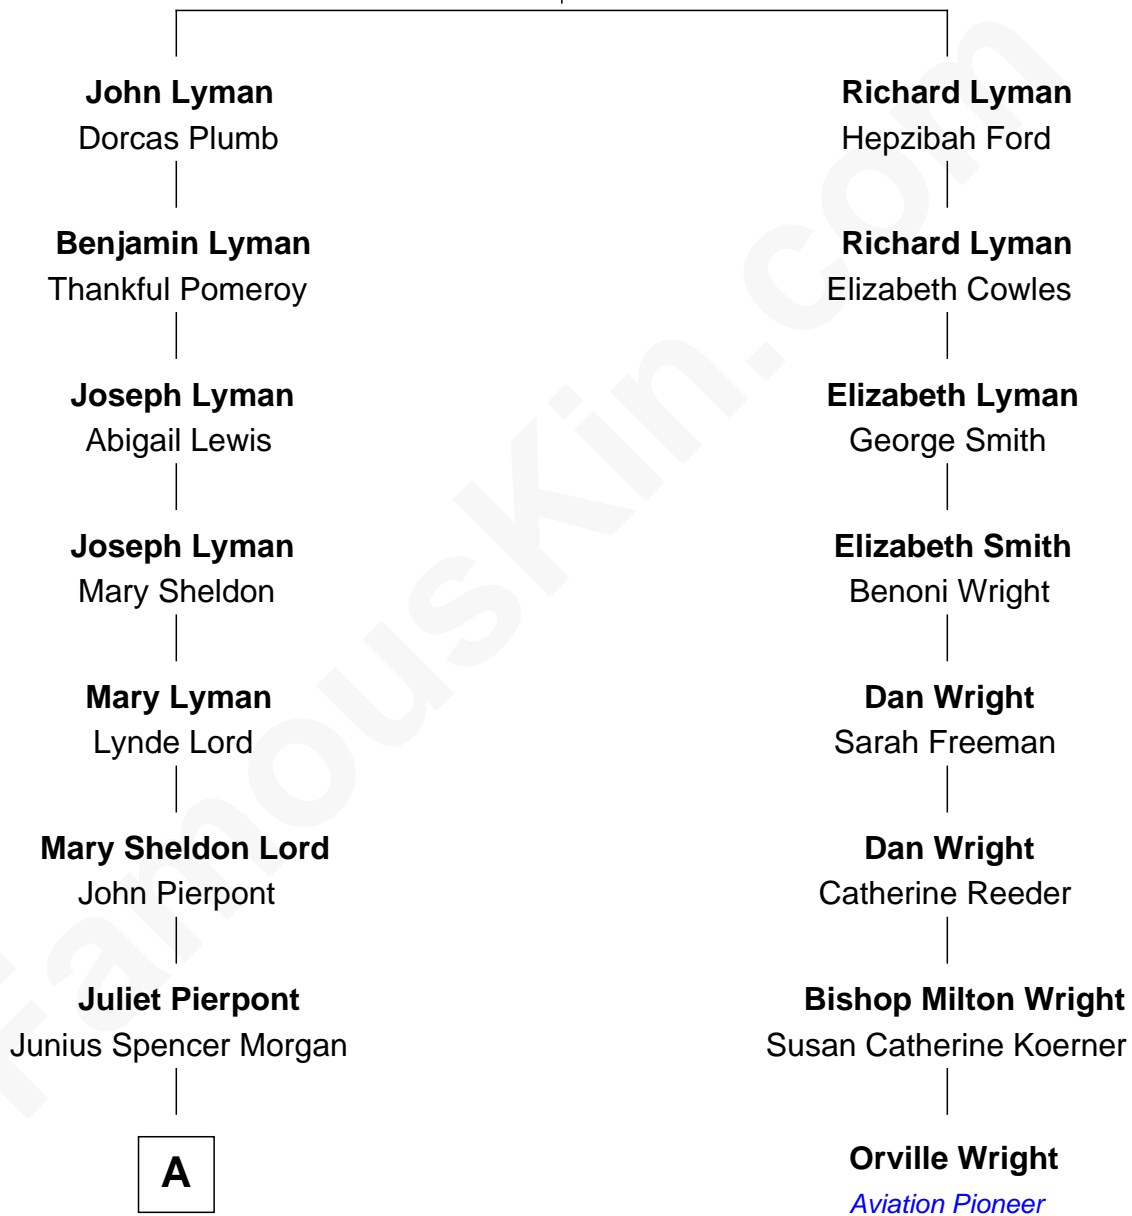 John Lyman
Dorcas Plumb
Benjamin Lyman
Thankful Pomeroy
Joseph Lyman
Abigail Lewis
Joseph Lyman
Mary Sheldon
Mary Lyman
Lynde Lord
Mary Sheldon Lord
John Pierpont
Juliet Pierpont
Junius Spencer Morgan
A
Richard Lyman
Hepzibah Ford
Richard Lyman
Elizabeth Cowles
Elizabeth Lyman
George Smith
Elizabeth Smith
Benoni Wright
Dan Wright
Sarah Freeman
Dan Wright
Catherine Reeder
Bishop Milton Wright
Susan Catherine Koerner
Orville Wright
Aviation Pioneer
FamousKin.com